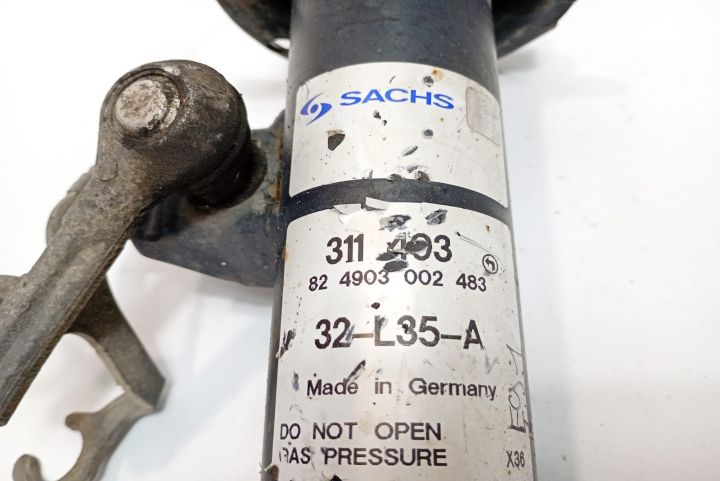 SACHS
311 403
82 4903 002 483
32-L35-A
Made in Germany
DO NOT OPEN
GAS PRESSURE
X36